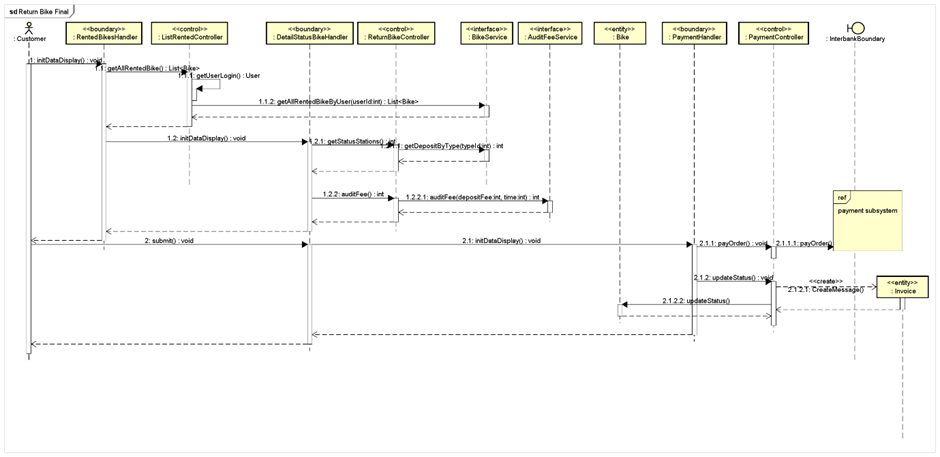 sd Return Bike Final
<<boundary>>
: RentedBikesHandler
<<control>>
: ListRentedController
<<boundary>>
: DetailStatusBikeHandler
<<control>>
: ReturnBikeController
<<interface>>
: BikeService
<<interface>>
: AuditFeeService
<<entity>>
: Bike
<<boundary>>
: PaymentHandler
<<control>>
: PaymentController
: Customer
: InterbankBoundary
1: initDataDisplay() : void
1.1: getAllRentedBike() : List<Bike>
1.1.1: getUserLogin() : User
1.1.2: getAllRentedBikeByUser(userId:int) : List<Bike>
1.2: initDataDisplay() : void
1.2.1: getStatusStations() : int
getDepositByType(typeId:int) : int
1.2.2: auditFee() : int
1.2.2.1: auditFee(depositFee:int, time:int) : int
ref
payment subsystem
2: submit() : void
2.1: initDataDisplay() : void
2.1.1: payOrder() : void
2.1.1.1: payOrder()
2.1.2: updateStatus() : void
<<create>>
2.1.2.1: CreateMessage()
<<entity>>
: Invoice
2.1.2.2: updateStatus()